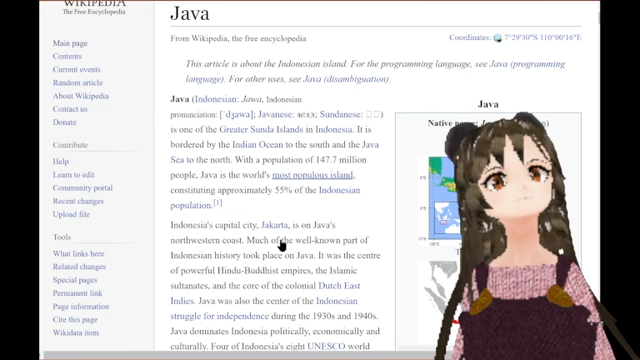 WIKIPEDIA
The Free Encyclopedia
Main page
Contents
Current events
Random article
About Wikipedia
Contact us
Donate
Contribute
Help
Learn to edit
Community portal
Recent changes
Upload file
Tools
What links here
Related changes
Special pages
Permanent link
Page information
Cite this page
Wikidata item
Java
From Wikipedia, the free encyclopedia
Coordinates: 7°29′30″S 110°00′16″E
This article is about the Indonesian island. For the programming language, see Java (programming
language). For other uses, see Java (disambiguation).
Java (Indonesian: Jawa, Indonesian
pronunciation: [ˈdʒawa]; Javanese: ; Sundanese: )
is one of the Greater Sunda Islands in Indonesia. It is
bordered by the Indian Ocean to the south and the Java
Sea to the north. With a population of 147.7 million
people, Java is the world's most populous island,
constituting approximately 55% of the Indonesian
population.[1]
Indonesia's capital city, Jakarta, is on Java's
northwestern coast. Much of the well-known part of
Indonesian history took place on Java. It was the centre
of powerful Hindu-Buddhist empires, the Islamic
sultanates, and the core of the colonial Dutch East
Indies. Java was also the center of the Indonesian
struggle for independence during the 1930s and 1940s.
Java dominates Indonesia politically, economically and
culturally. Four of Indonesia's eight UNESCO world
Java
Native name: